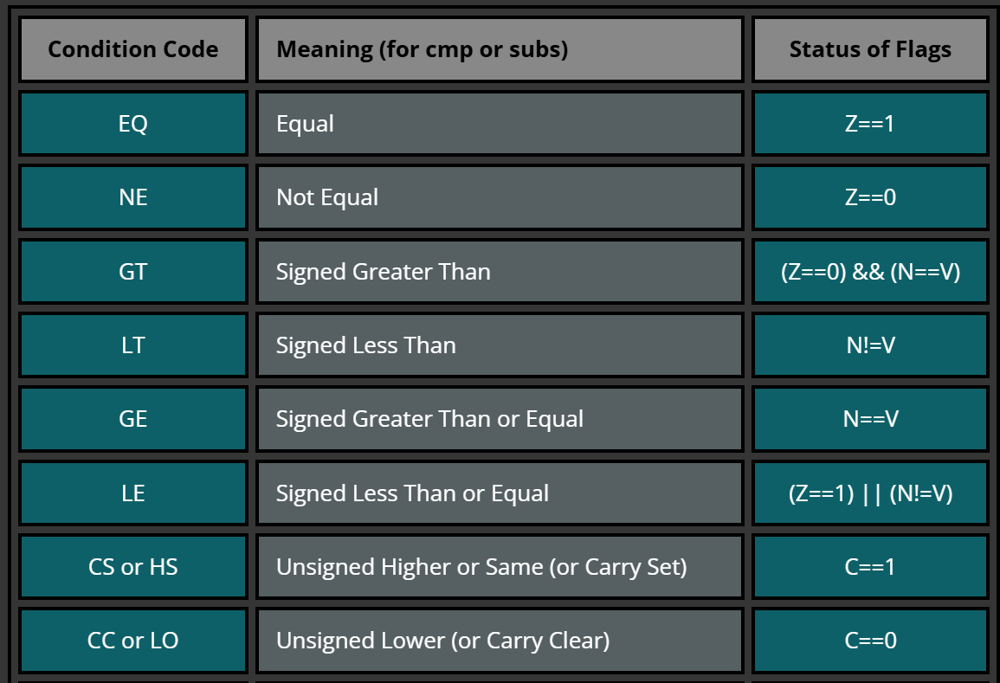 Condition Code Meaning (for cmp or subs) Status of Flags
EQ Equal Z==1
NE Not Equal Z==0
GT Signed Greater Than (Z==0) && (N==V)
LT Signed Less Than N!=V
GE Signed Greater Than or Equal N==V
LE Signed Less Than or Equal (Z==1) || (N!=V)
CS or HS Unsigned Higher or Same (or Carry Set) C==1
CC or LO Unsigned Lower (or Carry Clear) C==0